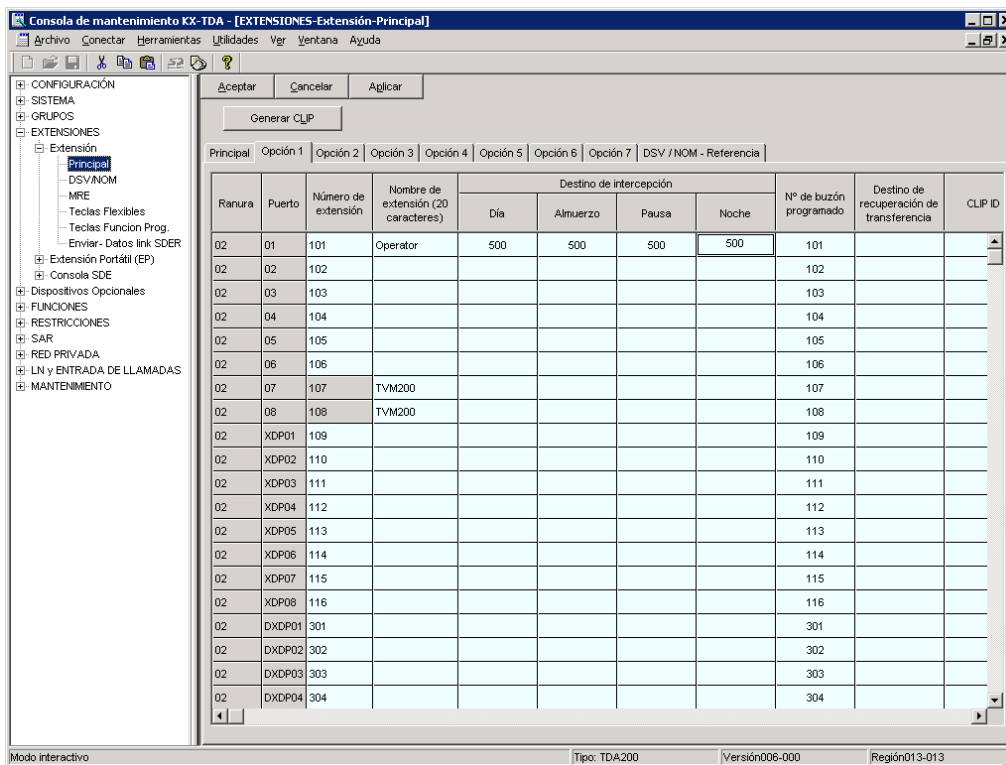 Consola de mantenimiento KX-TDA - [EXTENSIONES-Extensión-Principal]
Archivo Conectar Herramientas Utilidades Ver Ventana Ayuda
CONFIGURACIÓN
SISTEMA
GRUPOS
EXTENSIONES
Extensión
Principal
DSV/NOM
MRE
Teclas Flexibles
Teclas Funcion Prog.
Enviar- Datos link SDER
Extensión Portátil (EP)
Consola SDE
Dispositivos Opcionales
FUNCIONES
RESTRICCIONES
SAR
RED PRIVADA
LN y ENTRADA DE LLAMADAS
MANTENIMIENTO
Aceptar Cancelar Aplicar
Generar CLIP
Principal Opción 1 Opción 2 Opción 3 Opción 4 Opción 5 Opción 6 Opción 7 DSV / NOM - Referencia
Ranura Puerto Número de extensión Nombre de extensión (20 caracteres) Destino de intercepción Día Almuerzo Pausa Noche Nº de buzón programado Destino de recuperación de transferencia CLIP ID
02 01 101 Operator 500 500 500 500 101
02 02 102 102
02 03 103 103
02 04 104 104
02 05 105 105
02 06 106 106
02 07 107 TVM200 107
02 08 108 TVM200 108
02 XDP01 109 109
02 XDP02 110 110
02 XDP03 111 111
02 XDP04 112 112
02 XDP05 113 113
02 XDP06 114 114
02 XDP07 115 115
02 XDP08 116 116
02 DXDP01 301 301
02 DXDP02 302 302
02 DXDP03 303 303
02 DXDP04 304 304
Modo interactivo Tipo: TDA200 Versión006-000 Región013-013